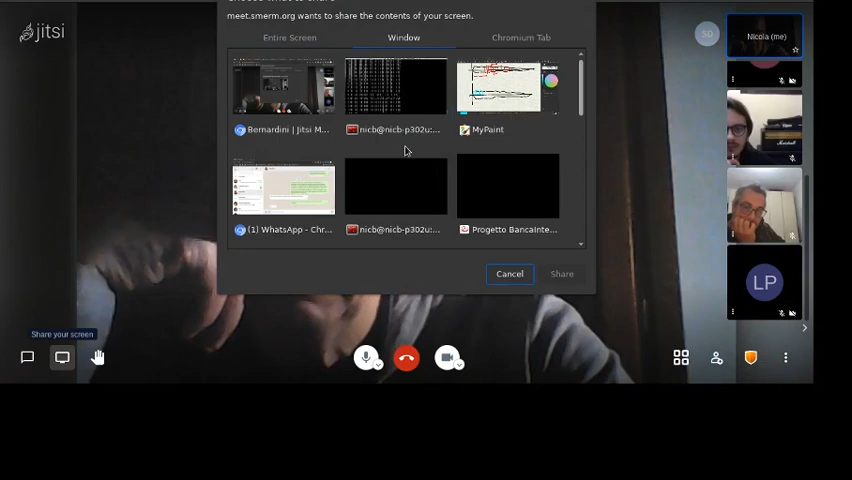 meet.smerm.org wants to share the contents of your screen.
Entire Screen
Window
Chromium Tab
jitsi
SD
Nicola (me)
Bernardini | Jitsi M...
nicb@nicb-p302u:...
MyPaint
(1) WhatsApp - Chr...
nicb@nicb-p302u:...
Progetto BancaInte...
Cancel
Share
LP
Share your screen